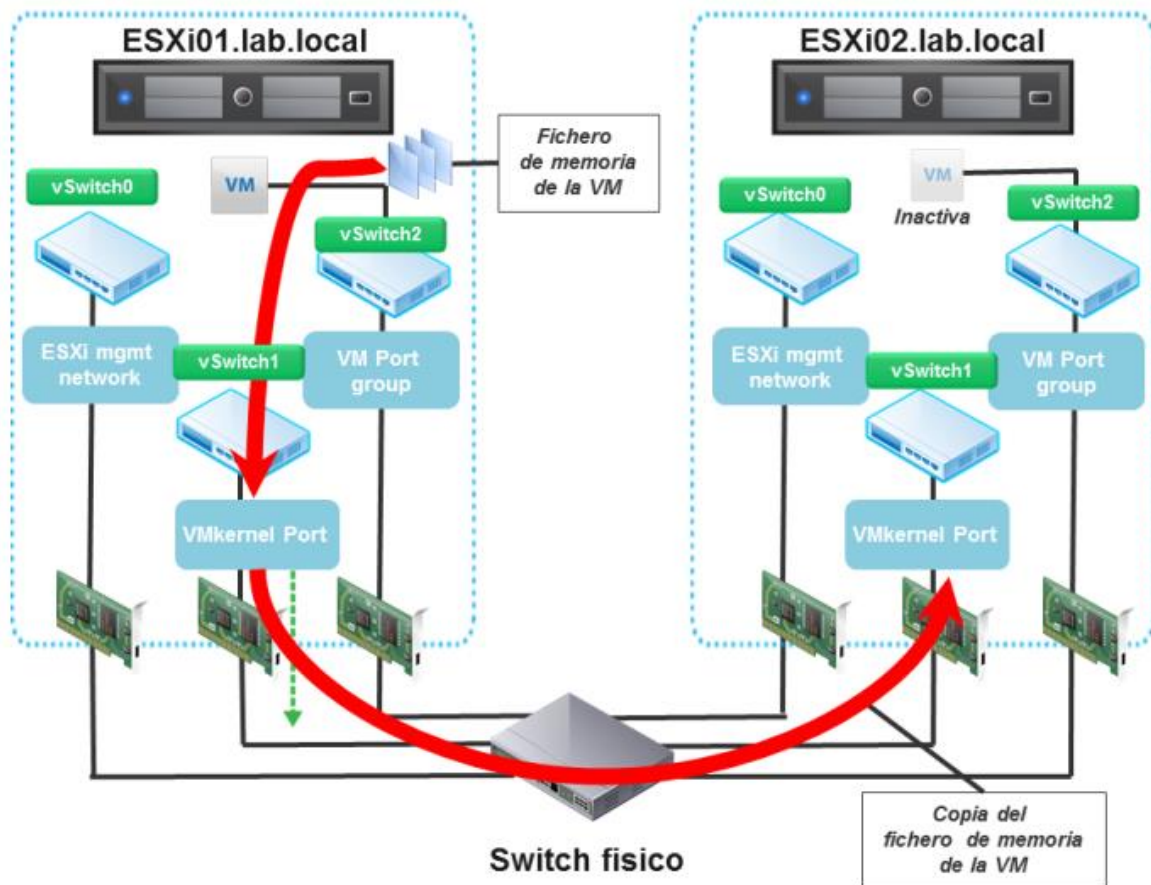 ESXi01.lab.local
Fichero
de memoria
de la VM
vSwitch0
VM
vSwitch2
ESXi mgmt
network
vSwitch1
VM Port
group
VMkernel Port
ESXi02.lab.local
vSwitch0
VM
Inactiva
vSwitch2
ESXi mgmt
network
vSwitch1
VM Port
group
VMkernel Port
Switch fisico
Copia del
fichero de memoria
de la VM